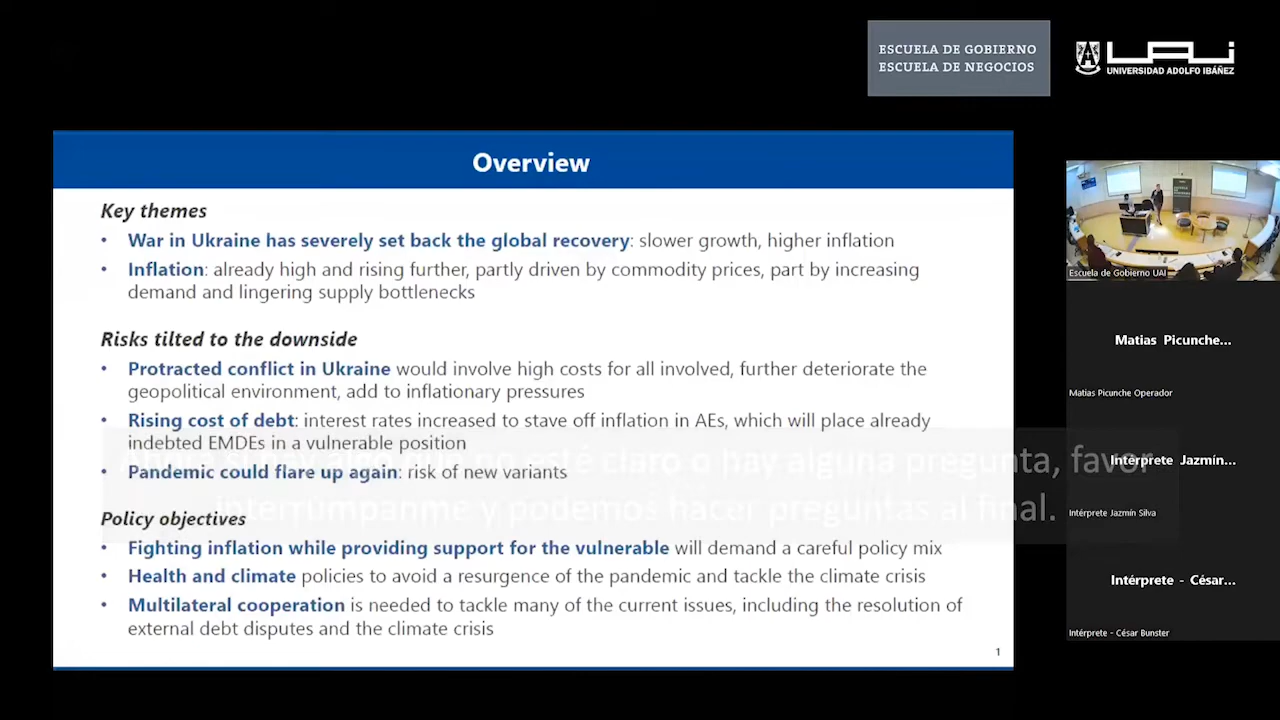 ESCUELA DE GOBIERNO
ESCUELA DE NEGOCIOS
UAI
UNIVERSIDAD ADOLFO IBÁÑEZ
Overview
Key themes
• War in Ukraine has severely set back the global recovery: slower growth, higher inflation
• Inflation: already high and rising further, partly driven by commodity prices, part by increasing
demand and lingering supply bottlenecks
Risks tilted to the downside
• Protracted conflict in Ukraine would involve high costs for all involved, further deteriorate the
geopolitical environment, add to inflationary pressures
• Rising cost of debt: interest rates increased to stave off inflation in AEs, which will place already
indebted EMDEs in a vulnerable position
• Pandemic could flare up again: risk of new variants
Policy objectives
• Fighting inflation while providing support for the vulnerable will demand a careful policy mix
• Health and climate policies to avoid a resurgence of the pandemic and tackle the climate crisis
• Multilateral cooperation is needed to tackle many of the current issues, including the resolution of
external debt disputes and the climate crisis
1
si hay algo que no esté claro o hay alguna pregunta, favor
interrumpanme y podemos hacer preguntas al final.
Escuela de Gobierno UAI
Matias Picunche...
Matias Picunche Operador
Intérprete Jazmín...
Intérprete Jazmín Silva
Intérprete - César...
Intérprete - César Bunster